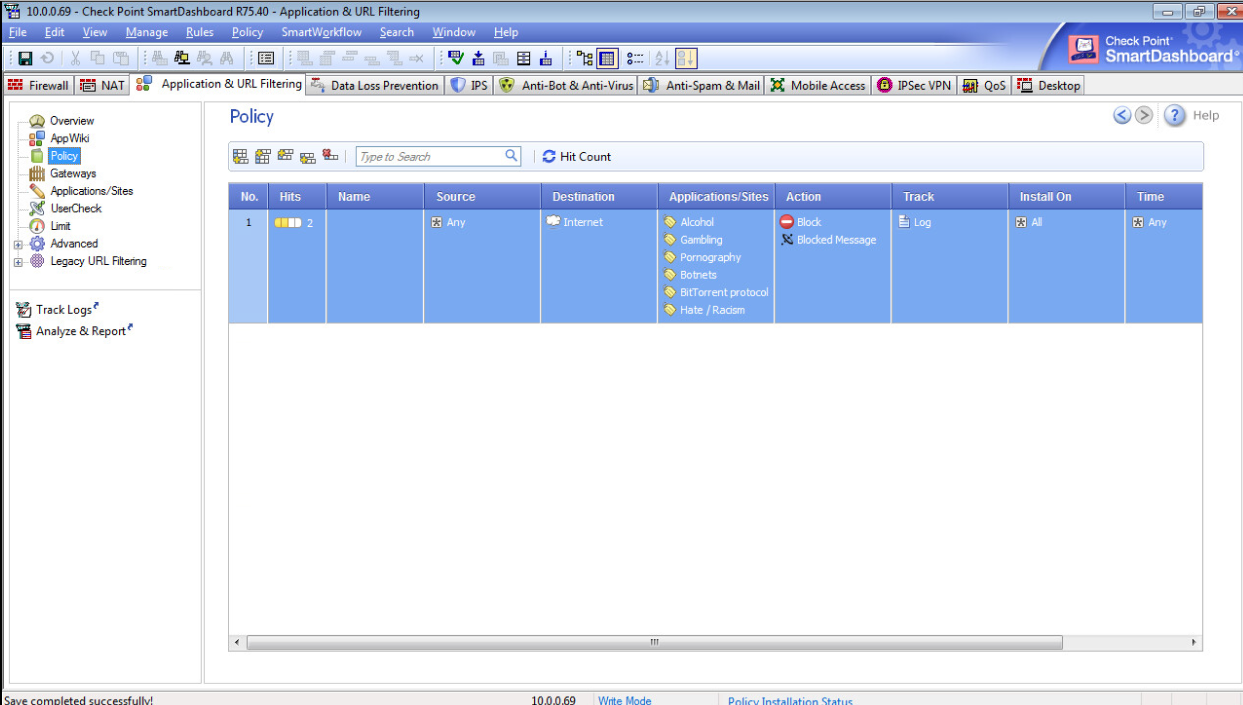 10.0.0.69 - Check Point SmartDashboard R75.40 - Application & URL Filtering
File Edit View Manage Rules Policy SmartWorkflow Search Window Help
Check Point
SmartDashboard
Firewall NAT Application & URL Filtering Data Loss Prevention IPS Anti-Bot & Anti-Virus Anti-Spam & Mail Mobile Access IPSec VPN QoS Desktop
Overview
AppWiki
Policy
Gateways
Applications/Sites
UserCheck
Limit
Advanced
Legacy URL Filtering
Track Logs
Analyze & Report
Policy
Help
Type to Search Hit Count
No. Hits Name Source Destination Applications/Sites Action Track Install On Time
1 2 Any Internet Alcohol Block Log All Any
Gambling Blocked Message
Pornography
Botnets
BitTorrent protocol
Hate / Racism
Save completed successfully! 10.0.0.69 Write Mode Policy Installation Status